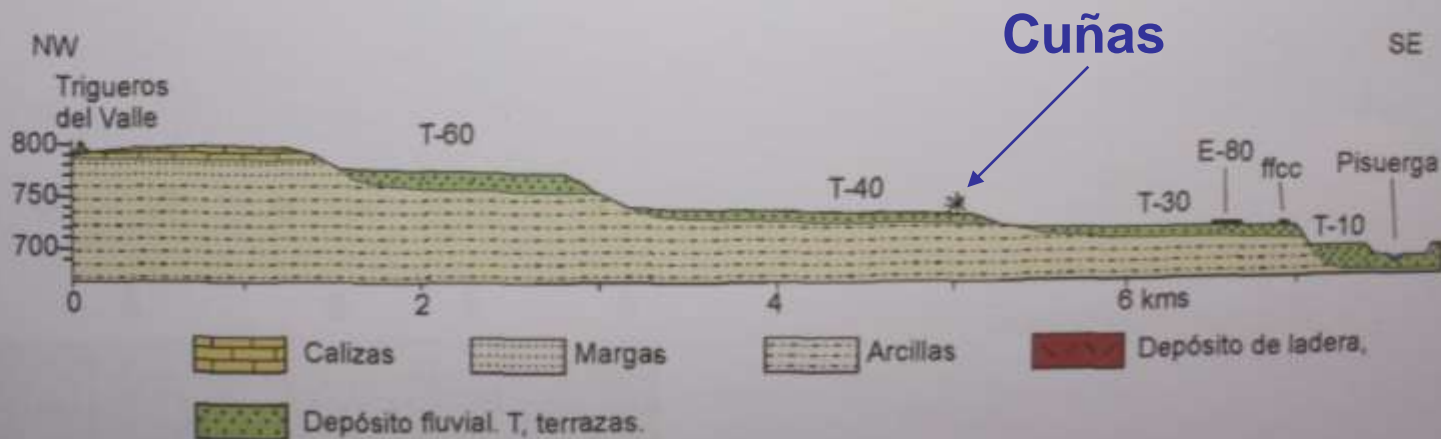 Cuñas
NW
SE
Trigueros
del Valle
T-60
E-80
ffcc
Pisuerga
800
750
700
T-40
T-30
T-10
0
2
4
6 kms
Calizas
Margas
Arcillas
Depósito de ladera,
Depósito fluvial. T, terrazas.